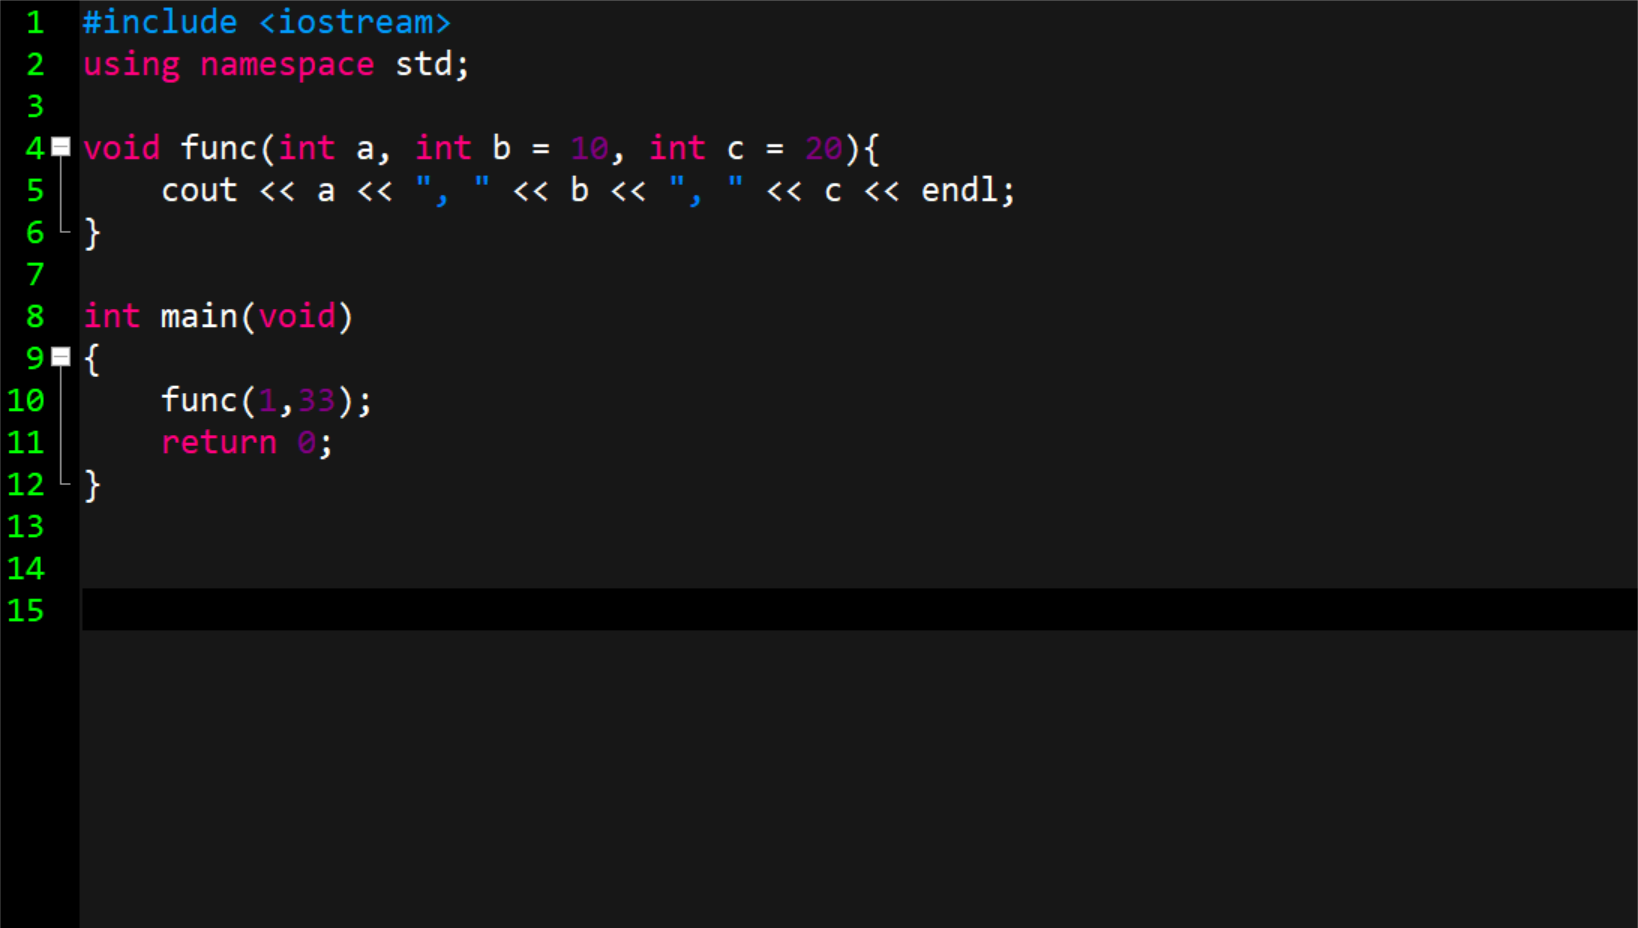 1 #include <iostream>
2 using namespace std;
3
4 void func(int a, int b = 10, int c = 20){
5     cout << a << ", " << b << ", " << c << endl;
6 }
7
8 int main(void)
9 {
10     func(1,33);
11     return 0;
12 }
13
14
15